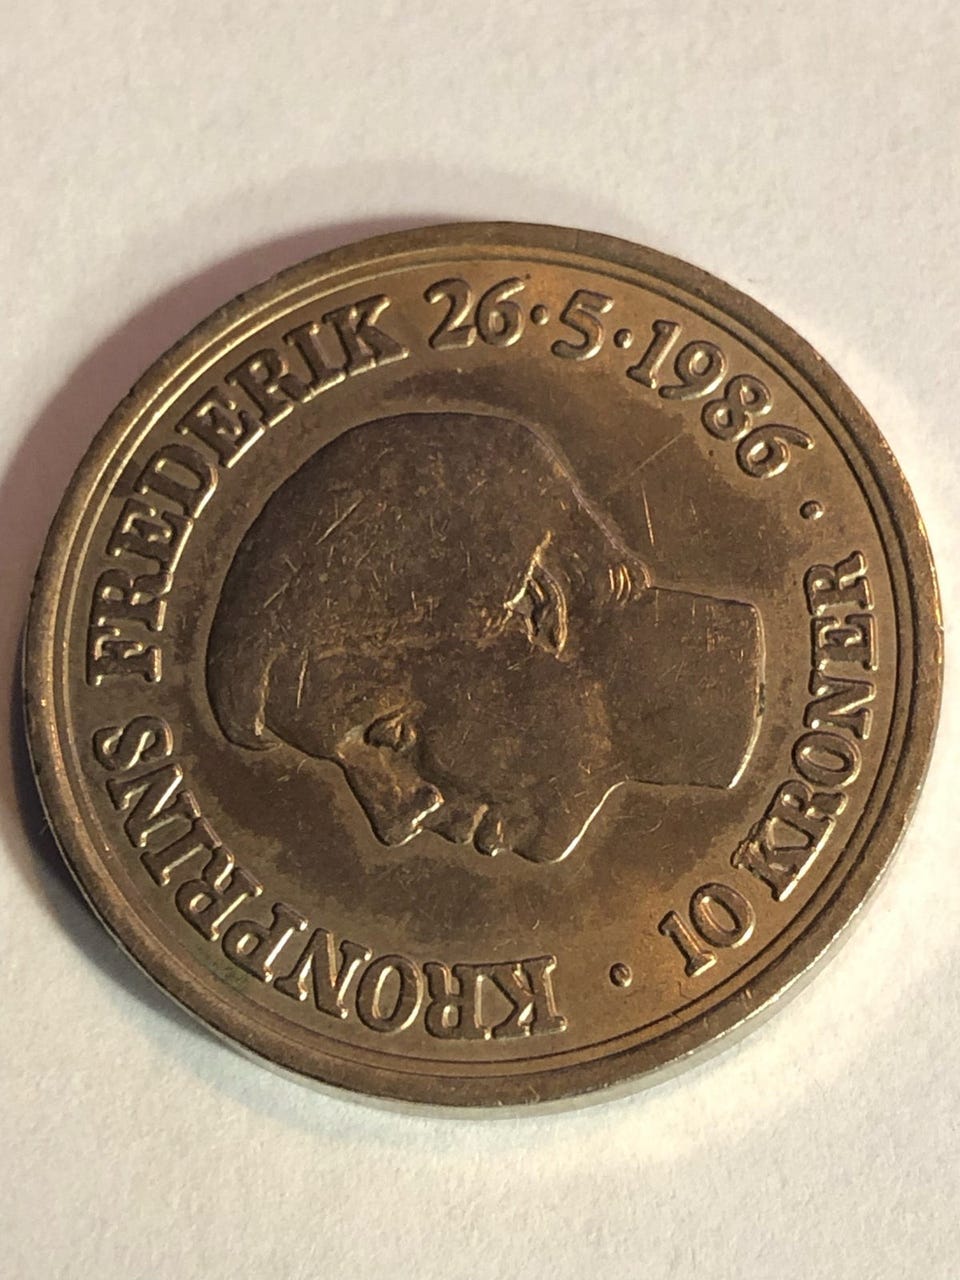 KRONPRINS FREDERIK 26·5·1986 ·
10 KRONER ·